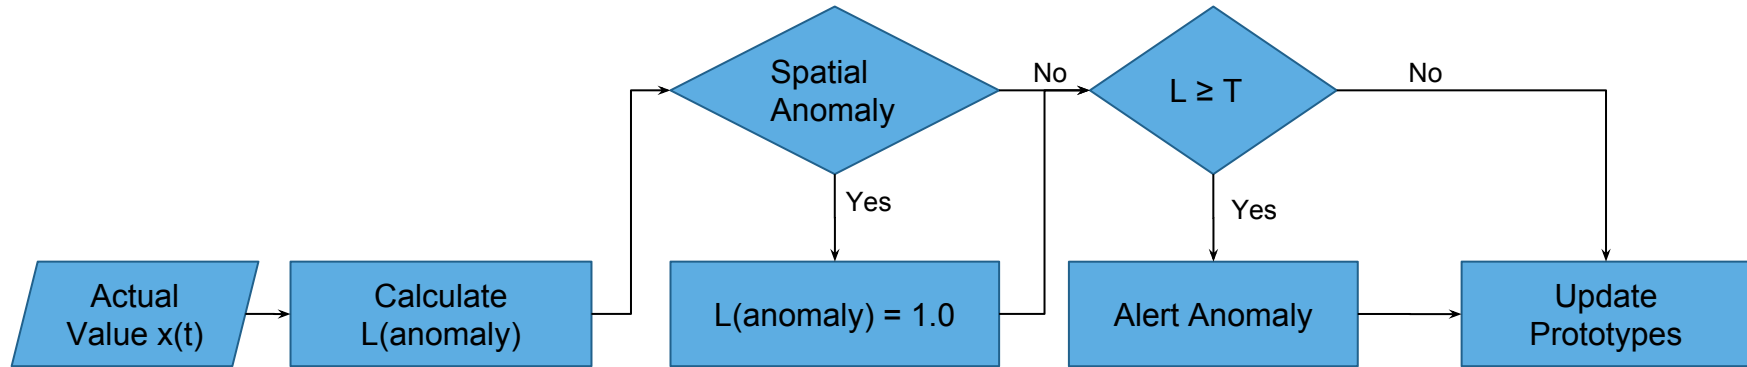 Spatial
Anomaly
No
L ≥ T
No
Yes
Yes
Actual
Value x(t)
Calculate
L(anomaly)
L(anomaly) = 1.0
Alert Anomaly
Update
Prototypes